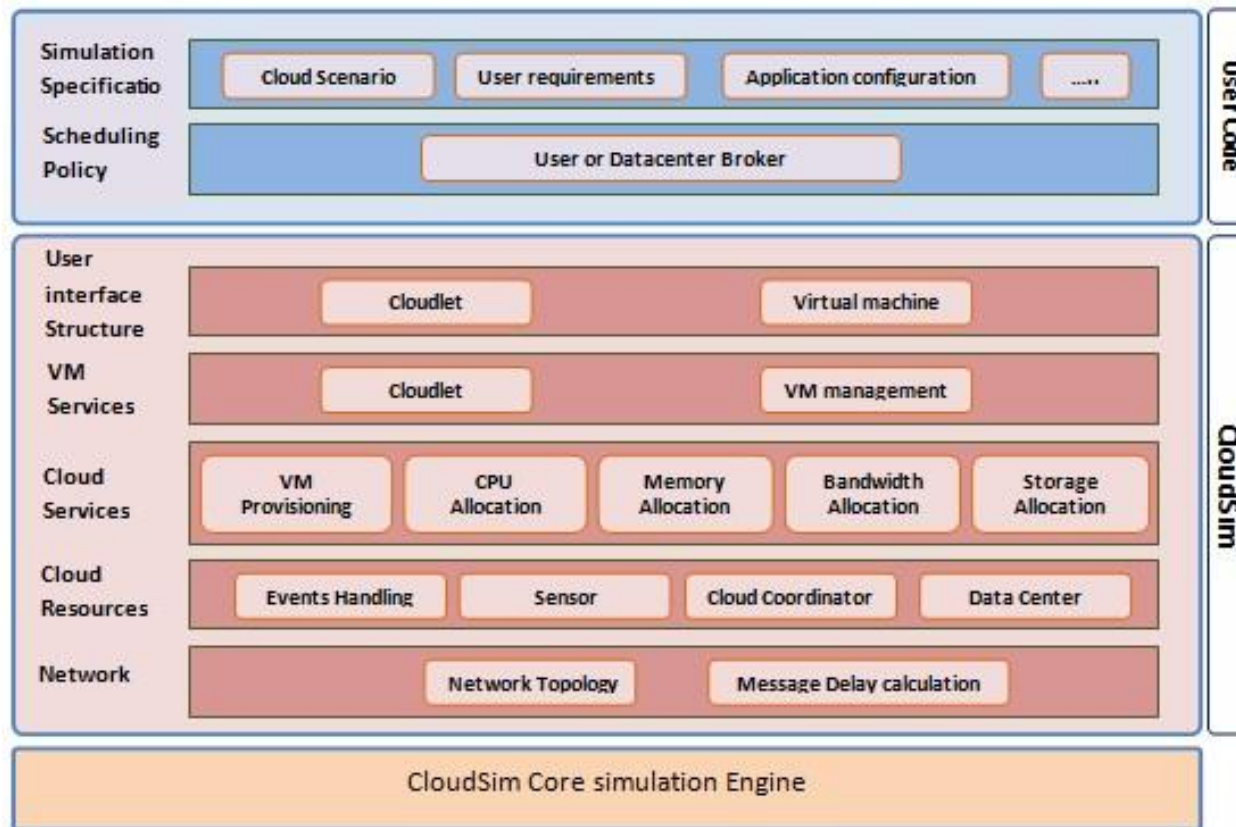 Simulation
Specificatio
Cloud Scenario
User requirements
Application configuration
.....
Scheduling
Policy
User or Datacenter Broker
User Code
User
interface
Structure
Cloudlet
Virtual machine
VM
Services
Cloudlet
VM management
Cloud
Services
VM
Provisioning
CPU
Allocation
Memory
Allocation
Bandwidth
Allocation
Storage
Allocation
Cloud
Resources
Events Handling
Sensor
Cloud Coordinator
Data Center
Network
Network Topology
Message Delay calculation
CloudSim
CloudSim Core simulation Engine